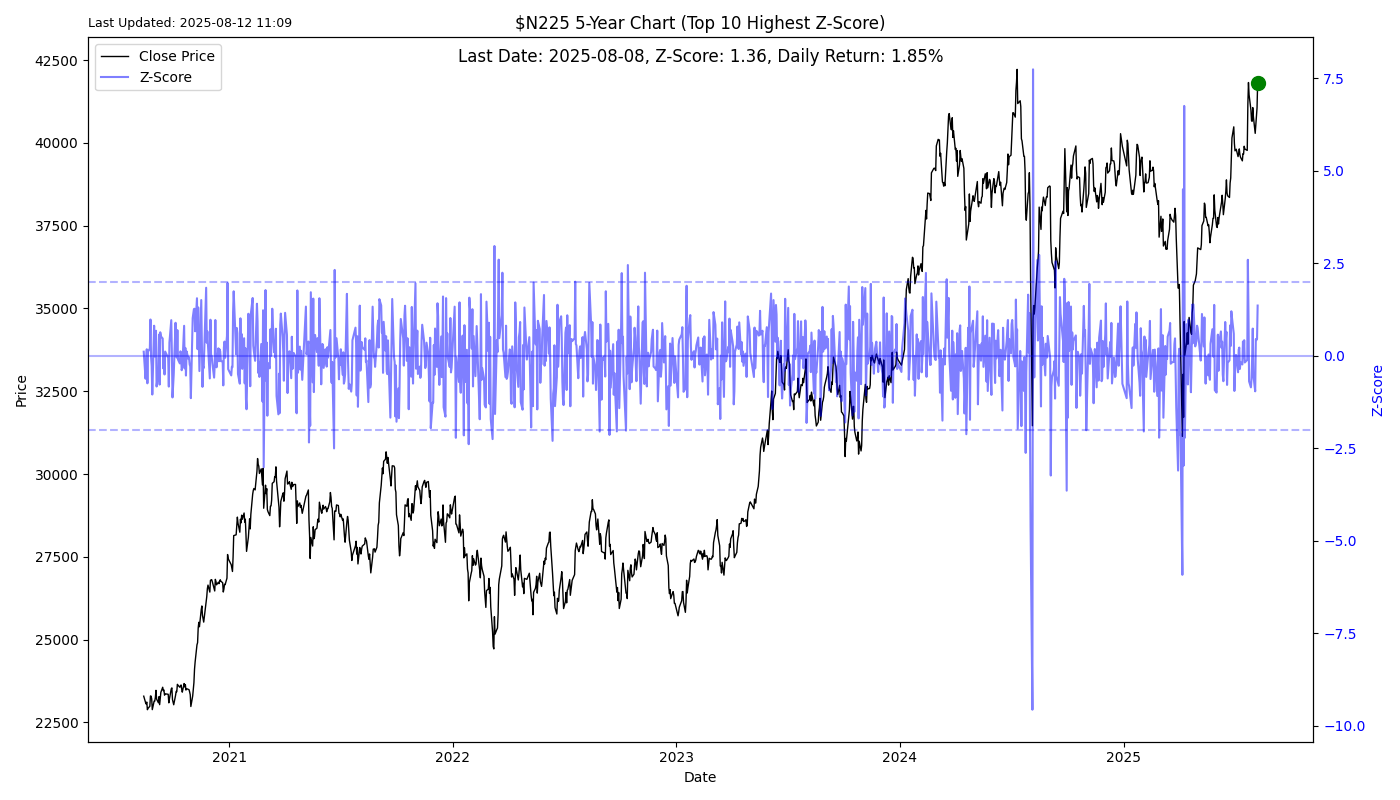 Last Updated: 2025-08-12 11:09
$N225 5-Year Chart (Top 10 Highest Z-Score)
Last Date: 2025-08-08, Z-Score: 1.36, Daily Return: 1.85%
Close Price
Z-Score
42500
40000
37500
35000
32500
30000
27500
25000
22500
Price
7.5
5.0
2.5
0.0
−2.5
−5.0
−7.5
−10.0
Z-Score
2021
2022
2023
2024
2025
Date